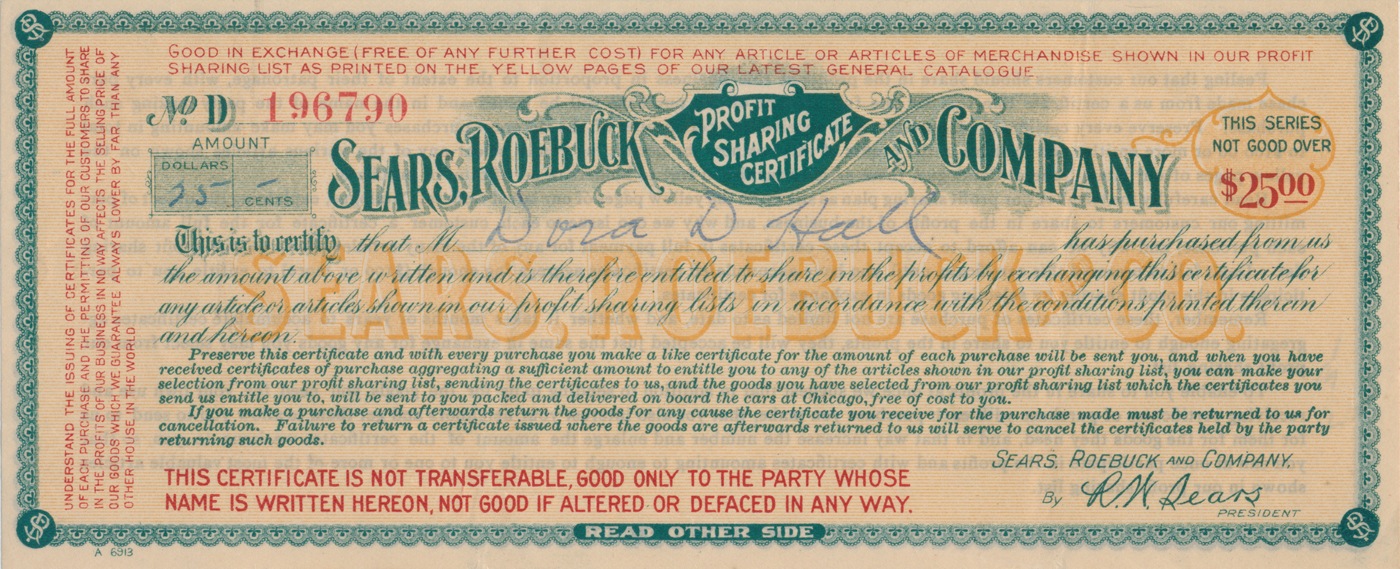 GOOD IN EXCHANGE (FREE OF ANY FURTHER COST) FOR ANY ARTICLE OR ARTICLES OF MERCHANDISE SHOWN IN OUR PROFIT
SHARING LIST AS PRINTED ON THE YELLOW PAGES OF OUR LATEST GENERAL CATALOGUE
UNDERSTAND THE ISSUING OF CERTIFICATES FOR THE FULL AMOUNT
OF EACH PURCHASE AND THE PERMITTING OF OUR CUSTOMERS TO SHARE
IN THE PROFITS OF OUR BUSINESS IN NO WAY AFFECTS THE SELLING PRICE OF
OUR GOODS WHICH WE GUARANTEE ALWAYS LOWER BY FAR THAN ANY
OTHER HOUSE IN THE WORLD.
No D 196790
AMOUNT
DOLLARS
25 -
CENTS
SEARS, ROEBUCK AND COMPANY
PROFIT
SHARING
CERTIFICATE
THIS SERIES
NOT GOOD OVER
$25.00
This is to certify that M Dora D Hall has purchased from us
the amount above written and is therefore entitled to share in the profits by exchanging this certificate for
any article or articles shown in our profit sharing lists in accordance with the conditions printed therein
and hereon.
SEARS, ROEBUCK AND CO.
Preserve this certificate and with every purchase you make a like certificate for the amount of each purchase will be sent you, and when you have
received certificates of purchase aggregating a sufficient amount to entitle you to any of the articles shown in our profit sharing list, you can make your
selection from our profit sharing list, sending the certificates to us, and the goods you have selected from our profit sharing list which the certificates you
send us entitle you to, will be sent to you packed and delivered on board the cars at Chicago, free of cost to you.
If you make a purchase and afterwards return the goods for any cause the certificate you receive for the purchase made must be returned to us for
cancellation. Failure to return a certificate issued where the goods are afterwards returned to us will serve to cancel the certificates held by the party
returning such goods.
THIS CERTIFICATE IS NOT TRANSFERABLE, GOOD ONLY TO THE PARTY WHOSE
NAME IS WRITTEN HEREON, NOT GOOD IF ALTERED OR DEFACED IN ANY WAY.
SEARS, ROEBUCK AND COMPANY,
By R.W. Sears
PRESIDENT
READ OTHER SIDE
A 6913